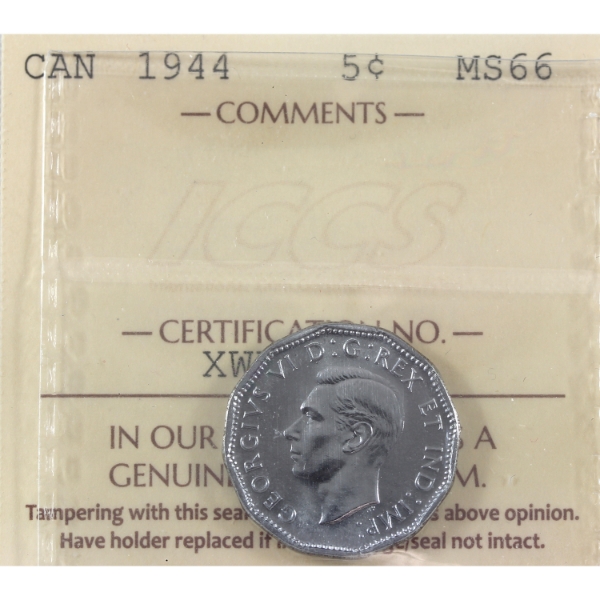 CAN 1944 5¢ MS66
— COMMENTS —
ICCS
— CERTIFICA NO. —
XW
IN OUR S A
GENUIN M.
Tampering with this sea s above opinion.
Have holder replaced if e/seal not intact.
GEORGIVS VI D:G:REX ET IND:IMP: